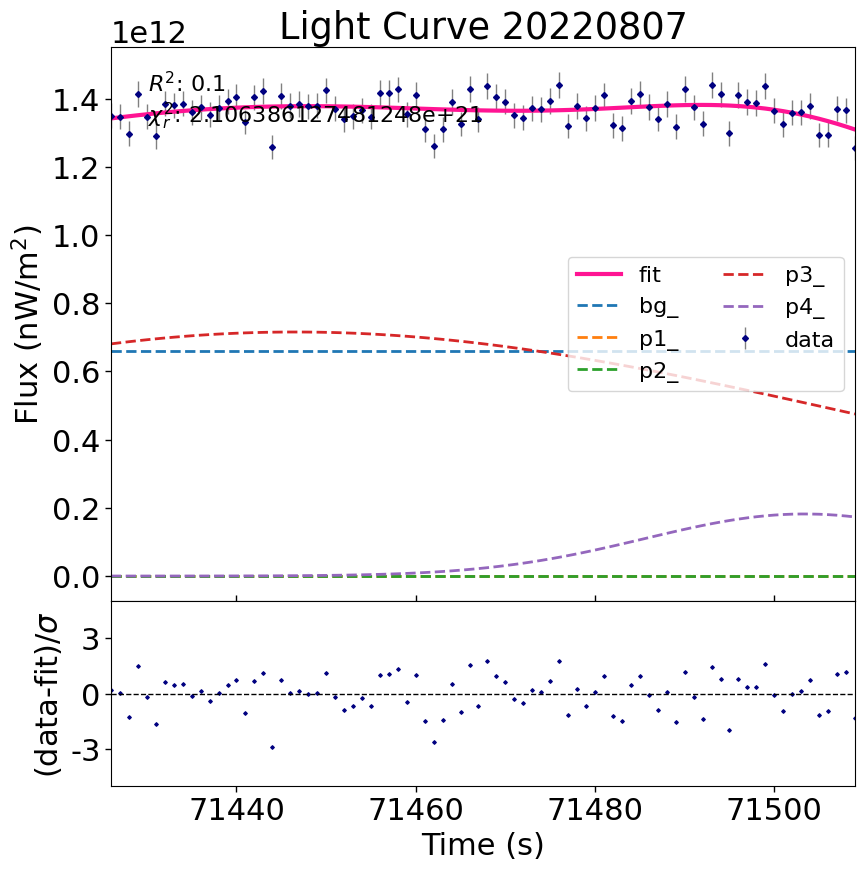 Light Curve 20220807
1e12
R²: 0.1
χ²ᵣ: 2.106386127481248e+21
1.4
1.2
1.0
0.8
0.6
0.4
0.2
0.0
Flux (nW/m²)
fit
bg_
p1_
p2_
p3_
p4_
data
3
0
-3
(data-fit)/σ
71440 71460 71480 71500
Time (s)